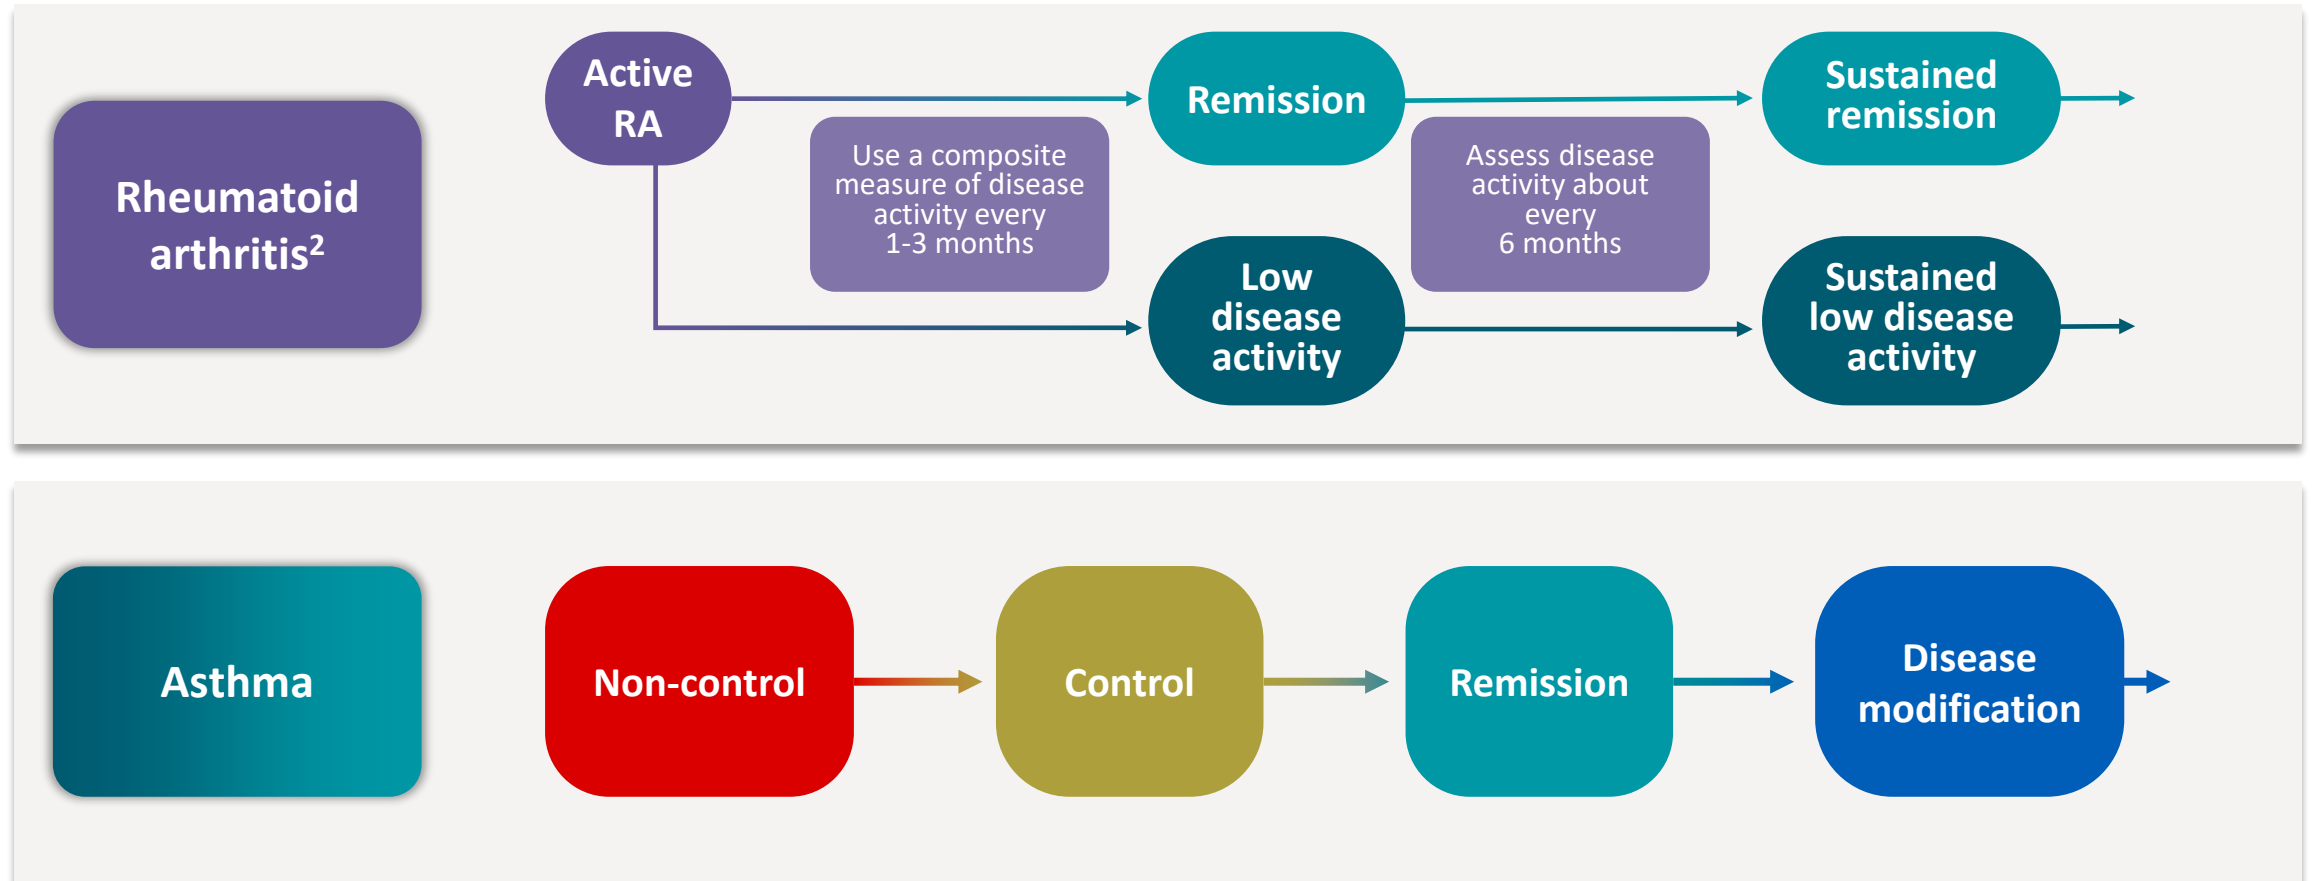 Rheumatoid
arthritis²
Active
RA
Use a composite
measure of disease
activity every
1-3 months
Remission
Low
disease
activity
Assess disease
activity about
every
6 months
Sustained
remission
Sustained
low disease
activity
Asthma
Non-control
Control
Remission
Disease
modification